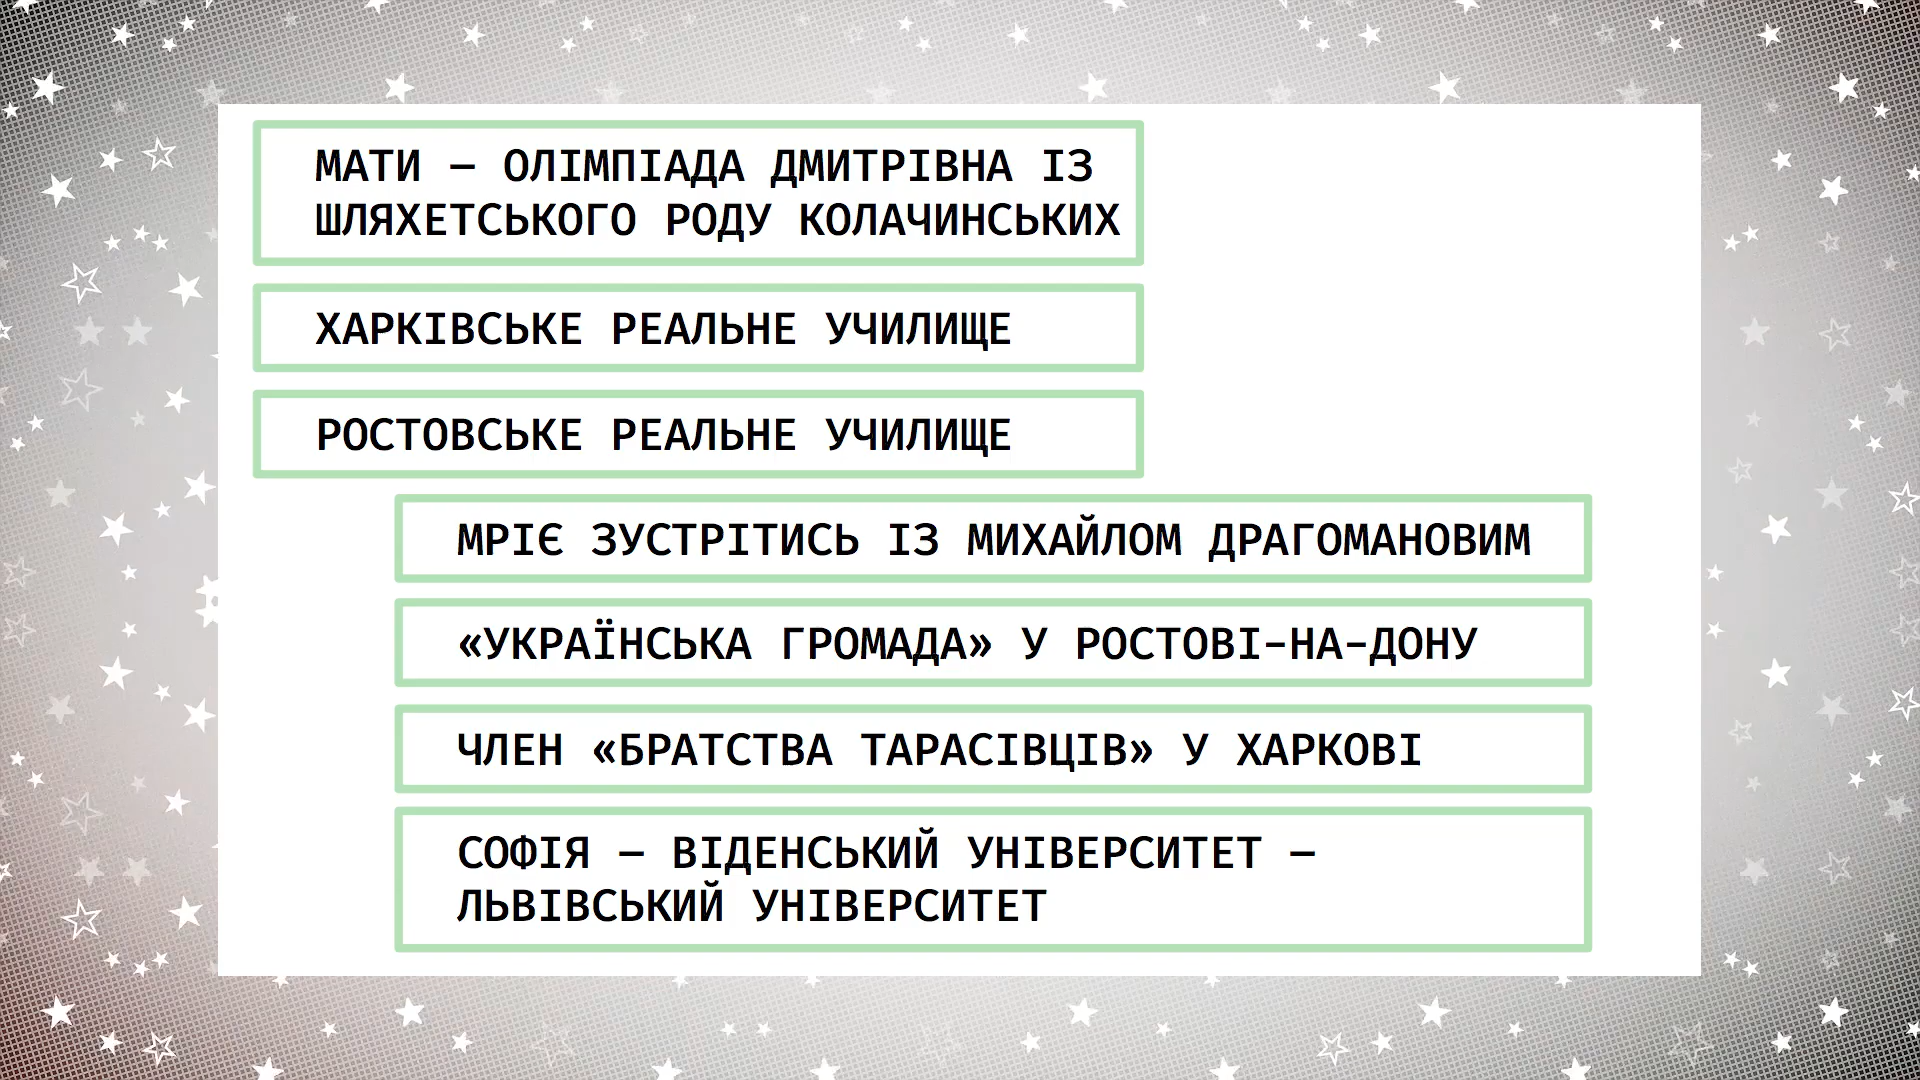 МАТИ – ОЛІМПІАДА ДМИТРІВНА ІЗ
ШЛЯХЕТСЬКОГО РОДУ КОЛАЧИНСЬКИХ
ХАРКІВСЬКЕ РЕАЛЬНЕ УЧИЛИЩЕ
РОСТОВСЬКЕ РЕАЛЬНЕ УЧИЛИЩЕ
МРІЄ ЗУСТРІТИСЬ ІЗ МИХАЙЛОМ ДРАГОМАНОВИМ
«УКРАЇНСЬКА ГРОМАДА» У РОСТОВІ-НА-ДОНУ
ЧЛЕН «БРАТСТВА ТАРАСІВЦІВ» У ХАРКОВІ
СОФІЯ – ВІДЕНСЬКИЙ УНІВЕРСИТЕТ –
ЛЬВІВСЬКИЙ УНІВЕРСИТЕТ